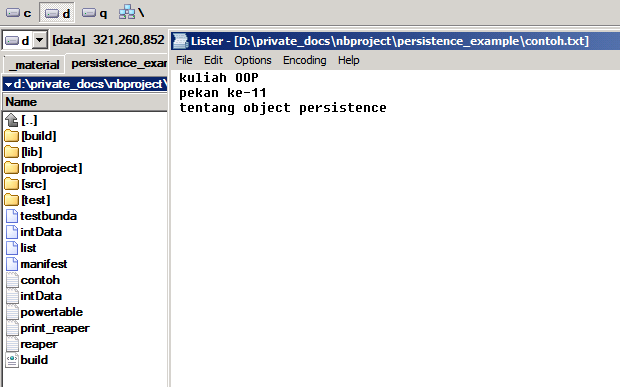 c d q \
d [data] 321,260,852
_material persistence_exa
d:\private_docs\nbproject\
Name
[..]
[build]
[lib]
[nbproject]
[src]
[test]
testbunda
intData
list
manifest
contoh
intData
powertable
print_reaper
reaper
build
Lister - [D:\private_docs\nbproject\persistence_example\contoh.txt]
File Edit Options Encoding Help
kuliah OOP
pekan ke-11
tentang object persistence